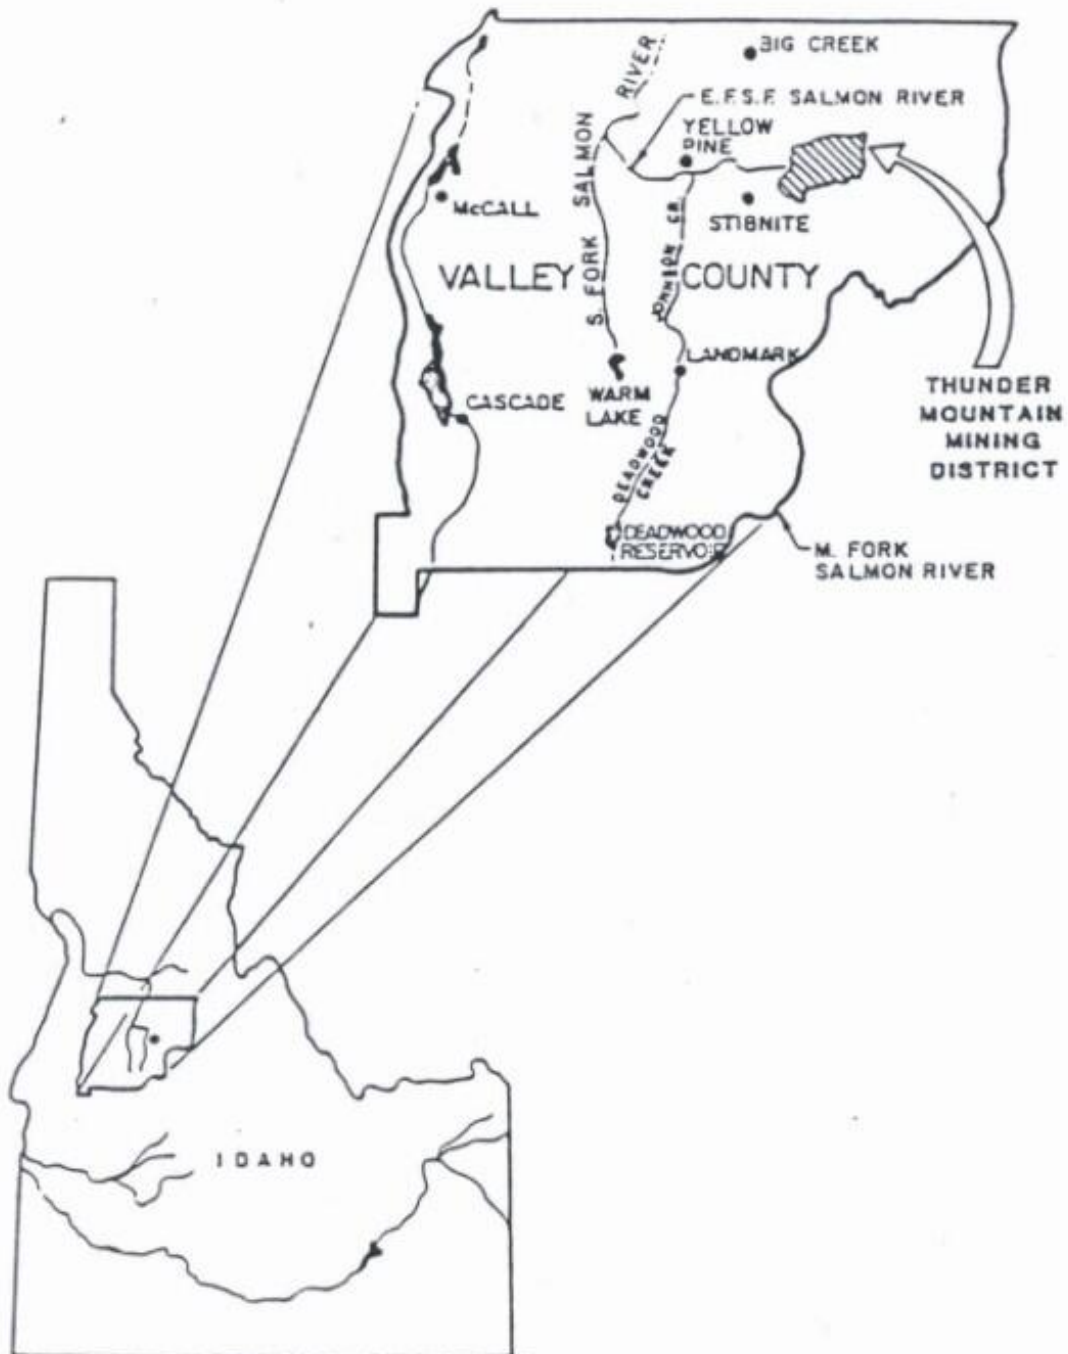 BIG CREEK
RIVER
E.F.S.F. SALMON RIVER
YELLOW
PINE
S. FORK SALMON
McCALL
STIBNITE
JOHNSON CR.
VALLEY COUNTY
LANDMARK
THUNDER
MOUNTAIN
MINING
DISTRICT
CASCADE
WARM
LAKE
DEADWOOD
CREEK
DEADWOOD
RESERVOIR
M. FORK
SALMON RIVER
IDAHO